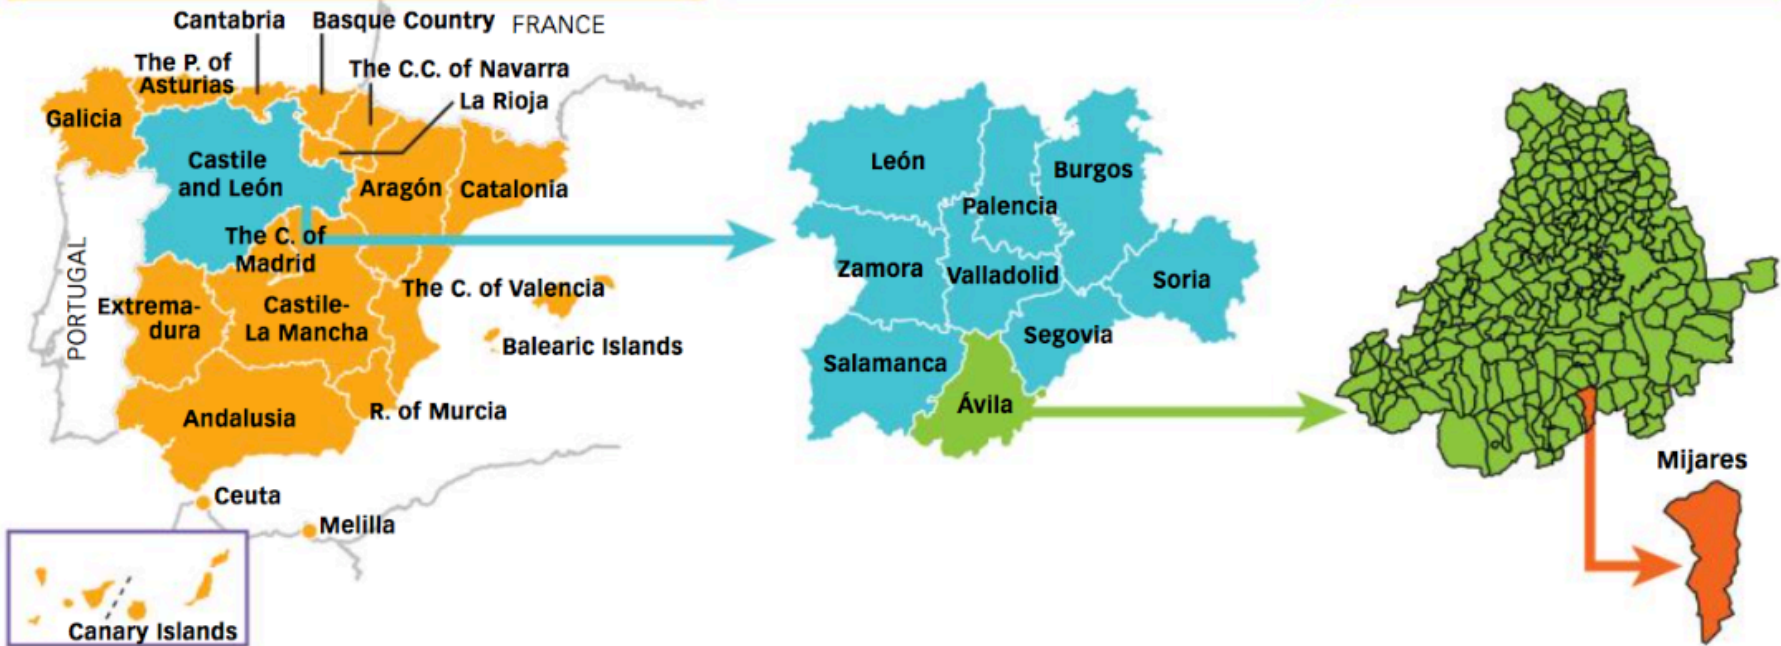 Cantabria
Basque Country
FRANCE
The P. of
Asturias
The C.C. of Navarra
La Rioja
Galicia
Castile
and León
Aragón
Catalonia
The C. of
Madrid
PORTUGAL
Extrema-
dura
Castile-
La Mancha
The C. of Valencia
Balearic Islands
Andalusia
R. of Murcia
Ceuta
Melilla
Canary Islands
León
Burgos
Palencia
Zamora
Valladolid
Soria
Segovia
Salamanca
Ávila
Mijares